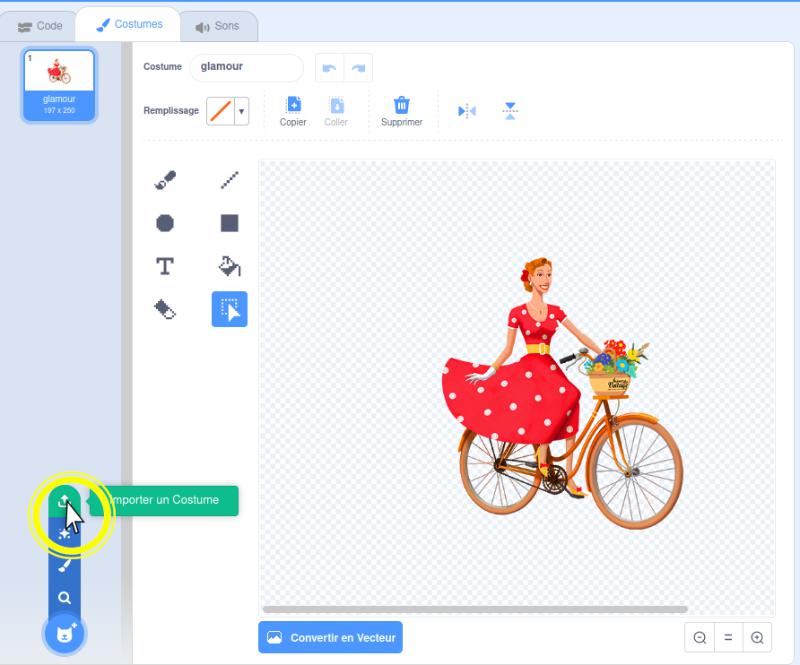 Code
Costumes
Sons
1
glamour
197 x 250
Costume
glamour
Remplissage
Copier
Coller
Supprimer
T
Importer un Costume
Convertir en Vecteur